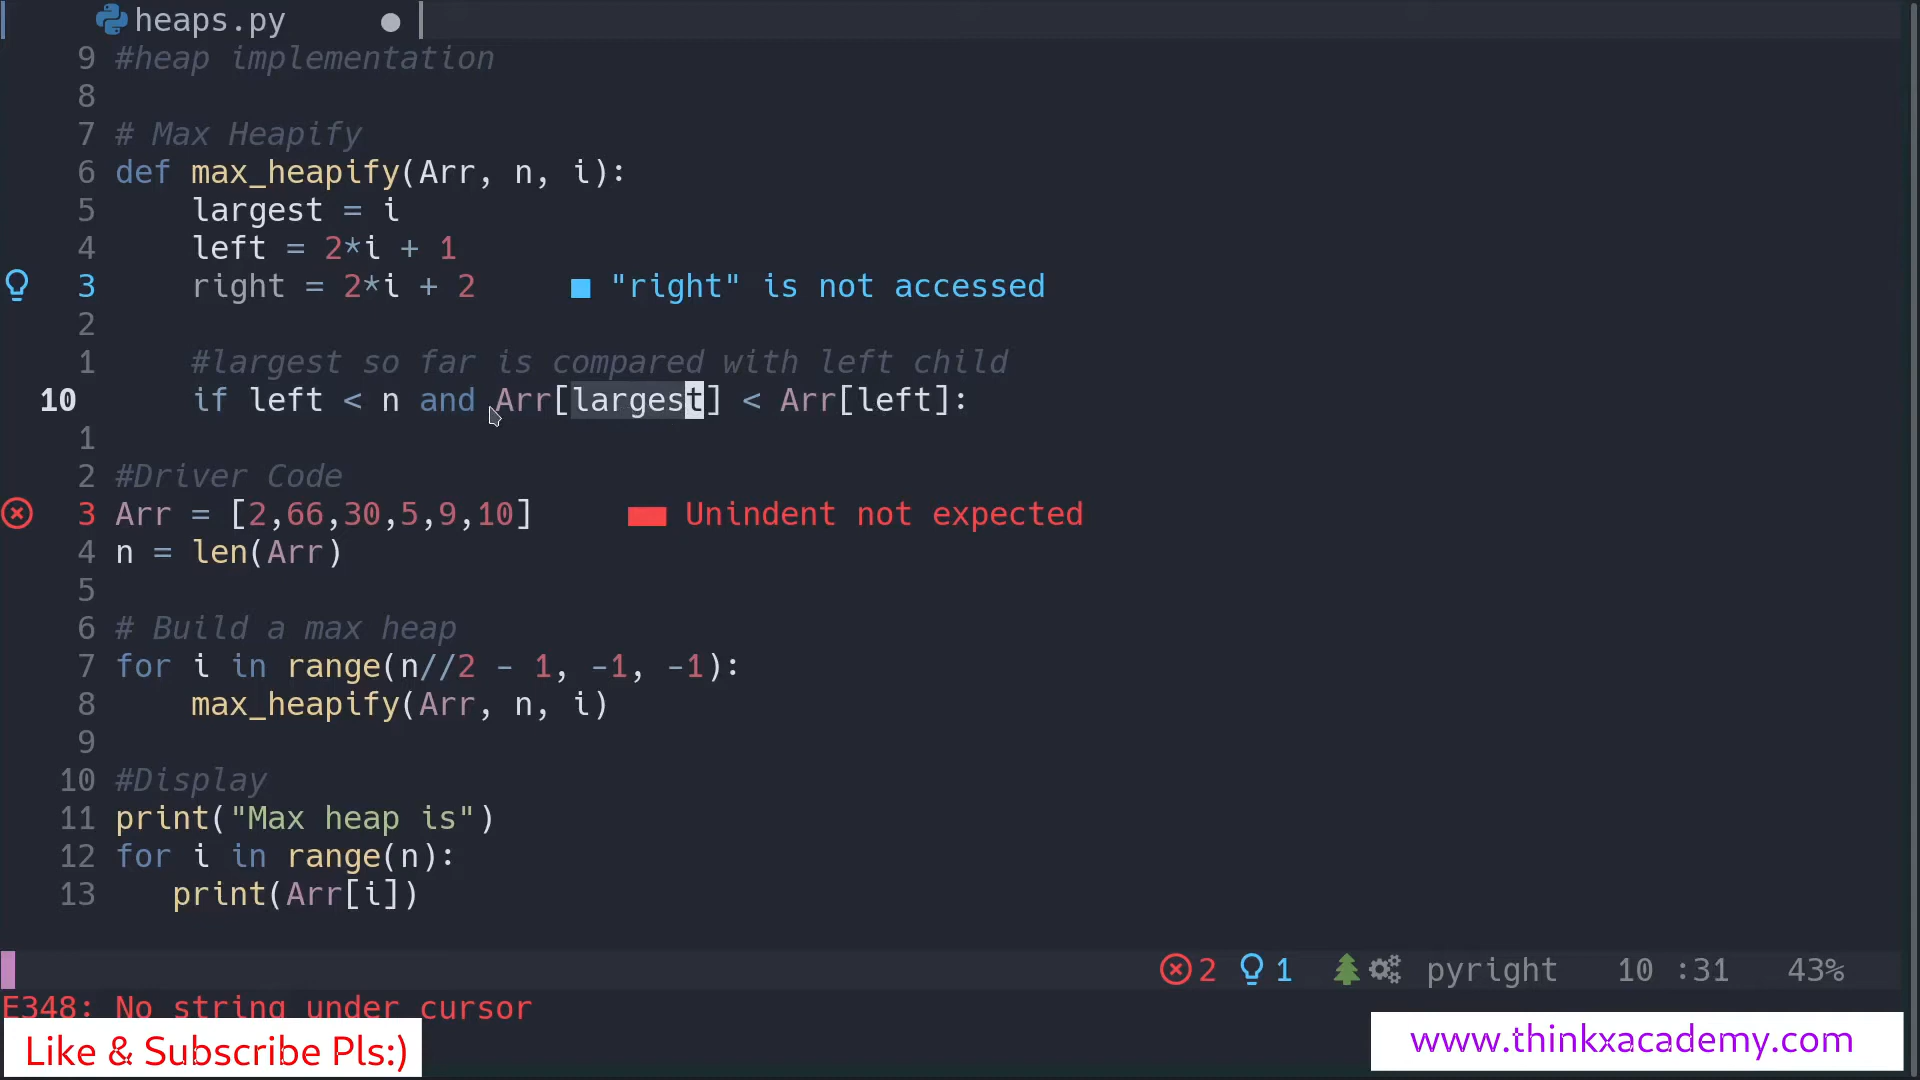 heaps.py
9 #heap implementation
8
7 # Max Heapify
6 def max_heapify(Arr, n, i):
5     largest = i
4     left = 2*i + 1
3     right = 2*i + 2     ■ "right" is not accessed
2
1     #largest so far is compared with left child
10     if left < n and Arr[largest] < Arr[left]:
1
2 #Driver Code
3 Arr = [2,66,30,5,9,10]     ■■ Unindent not expected
4 n = len(Arr)
5
6 # Build a max heap
7 for i in range(n//2 - 1, -1, -1):
8     max_heapify(Arr, n, i)
9
10 #Display
11 print("Max heap is")
12 for i in range(n):
13    print(Arr[i])
2 1 pyright 10 :31 43%
E348: No string under cursor
Like & Subscribe Pls:)
www.thinkxacademy.com